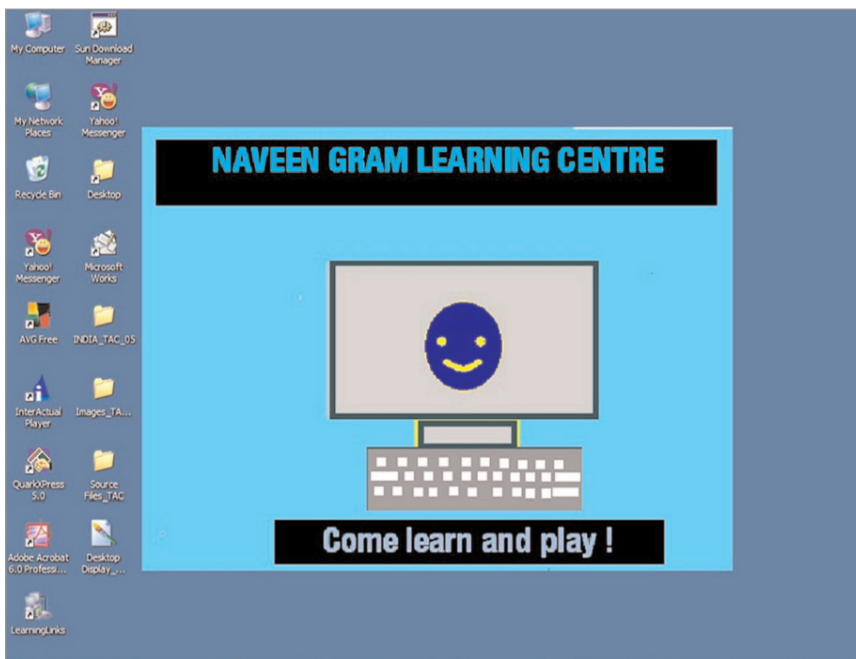 My Computer
Sun Download
Manager
My Network
Places
Yahoo!
Messenger
Recycle Bin
Desktop
Yahoo!
Messenger
Microsoft
Works
AVG Free
INDIA_TAC_05
InterActual
Player
Images_TA...
QuarkXPress
5.0
Source
Files_TAC
Adobe Acrobat
6.0 Professi...
Desktop
Display_...
LearningLinks
NAVEEN GRAM LEARNING CENTRE
Come learn and play !